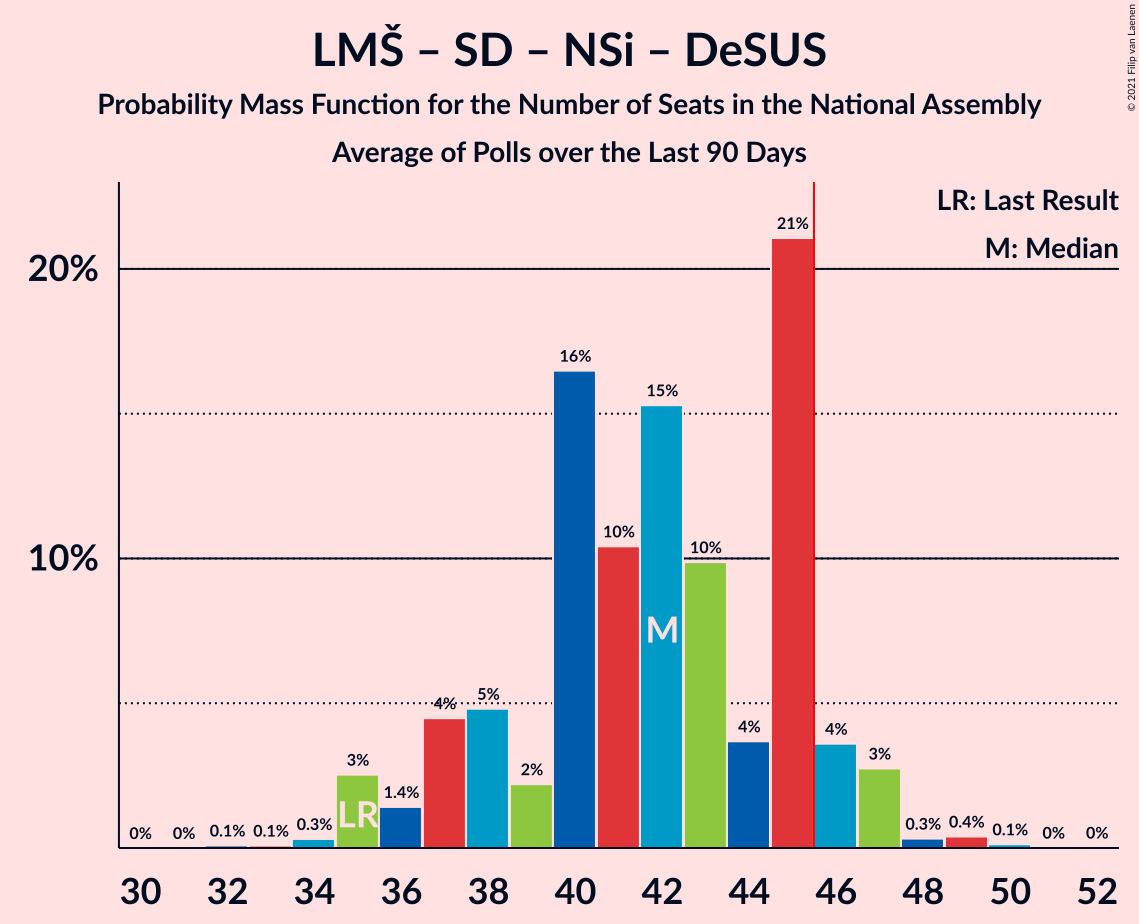 LMŠ – SD – NSi – DeSUS
Probability Mass Function for the Number of Seats in the National Assembly
Average of Polls over the Last 90 Days
© 2021 Filip van Laenen
LR: Last Result
M: Median
20%
10%
0%
0%
0.1%
0.1%
0.3%
3%
1.4%
4%
5%
2%
16%
10%
15%
10%
4%
21%
4%
3%
0.3%
0.4%
0.1%
0%
0%
LR
M
30 32 34 36 38 40 42 44 46 48 50 52